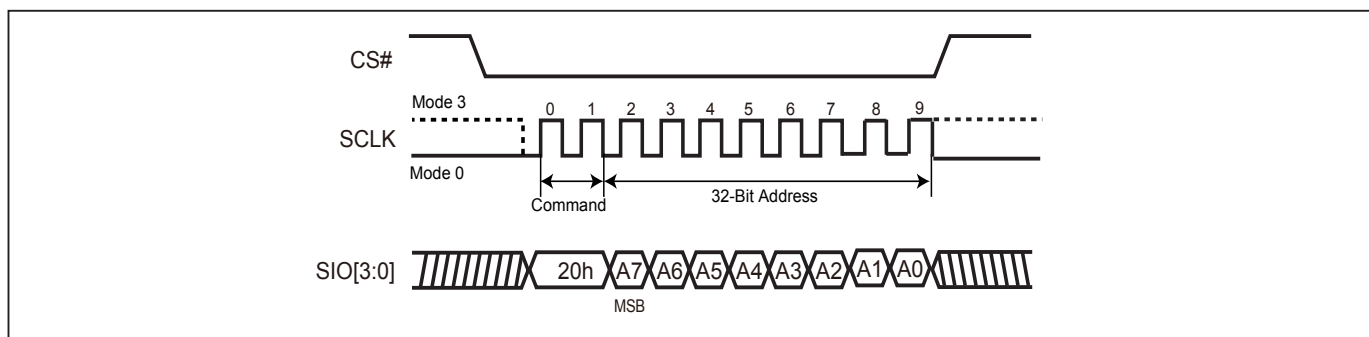 CS#
Mode 3
0 1 2 3 4 5 6 7 8 9
SCLK
Mode 0
Command
32-Bit Address
SIO[3:0]
20h A7 A6 A5 A4 A3 A2 A1 A0
MSB